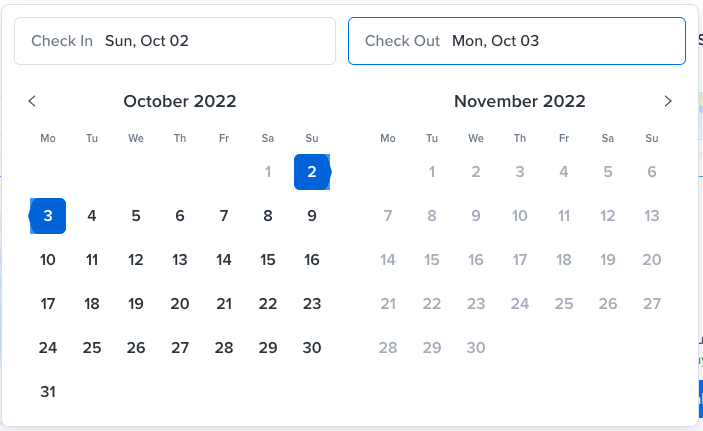 Check In Sun, Oct 02
Check Out Mon, Oct 03
October 2022
Mo Tu We Th Fr Sa Su
1 2
3 4 5 6 7 8 9
10 11 12 13 14 15 16
17 18 19 20 21 22 23
24 25 26 27 28 29 30
31
November 2022
Mo Tu We Th Fr Sa Su
1 2 3 4 5 6
7 8 9 10 11 12 13
14 15 16 17 18 19 20
21 22 23 24 25 26 27
28 29 30